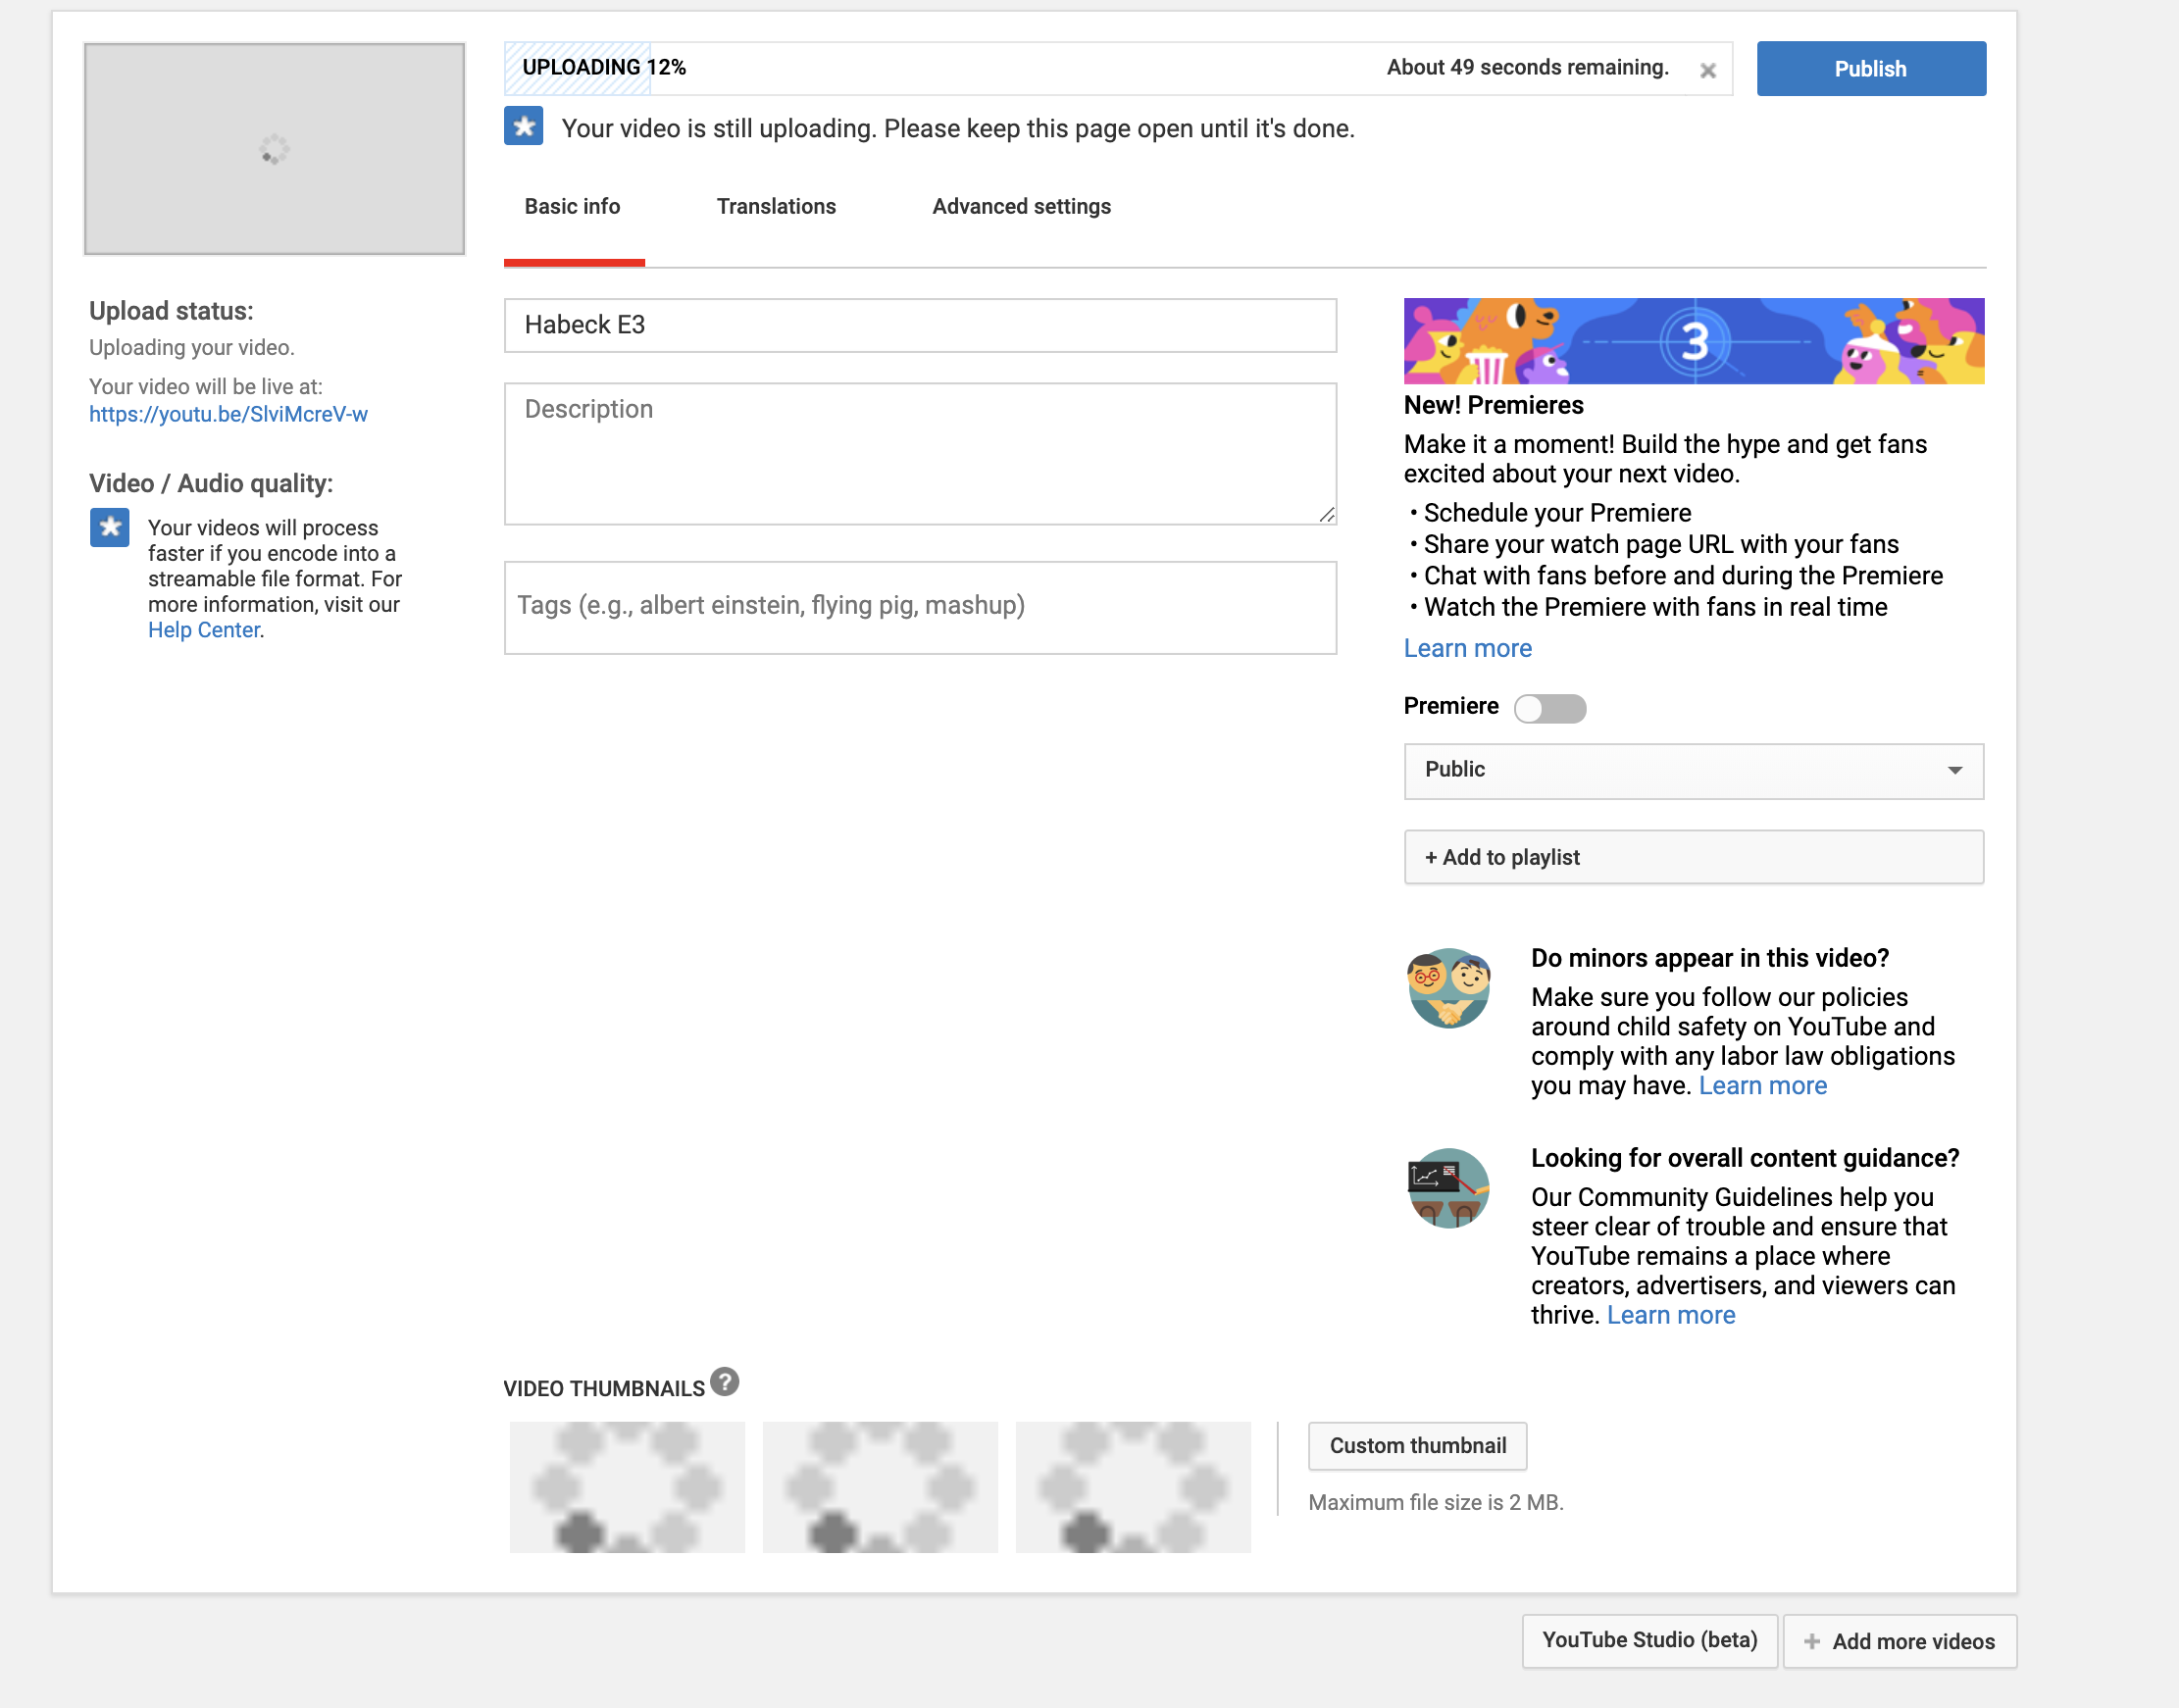 UPLOADING 12%
About 49 seconds remaining.
Publish
Your video is still uploading. Please keep this page open until it's done.
Basic info
Translations
Advanced settings
Upload status:
Uploading your video.
Your video will be live at:
https://youtu.be/SlviMcreV-w
Video / Audio quality:
Your videos will process
faster if you encode into a
streamable file format. For
more information, visit our
Help Center.
Habeck E3
Description
Tags (e.g., albert einstein, flying pig, mashup)
3
New! Premieres
Make it a moment! Build the hype and get fans
excited about your next video.
• Schedule your Premiere
• Share your watch page URL with your fans
• Chat with fans before and during the Premiere
• Watch the Premiere with fans in real time
Learn more
Premiere
Public
+ Add to playlist
Do minors appear in this video?
Make sure you follow our policies
around child safety on YouTube and
comply with any labor law obligations
you may have. Learn more
Looking for overall content guidance?
Our Community Guidelines help you
steer clear of trouble and ensure that
YouTube remains a place where
creators, advertisers, and viewers can
thrive. Learn more
VIDEO THUMBNAILS ?
Custom thumbnail
Maximum file size is 2 MB.
YouTube Studio (beta)
+ Add more videos